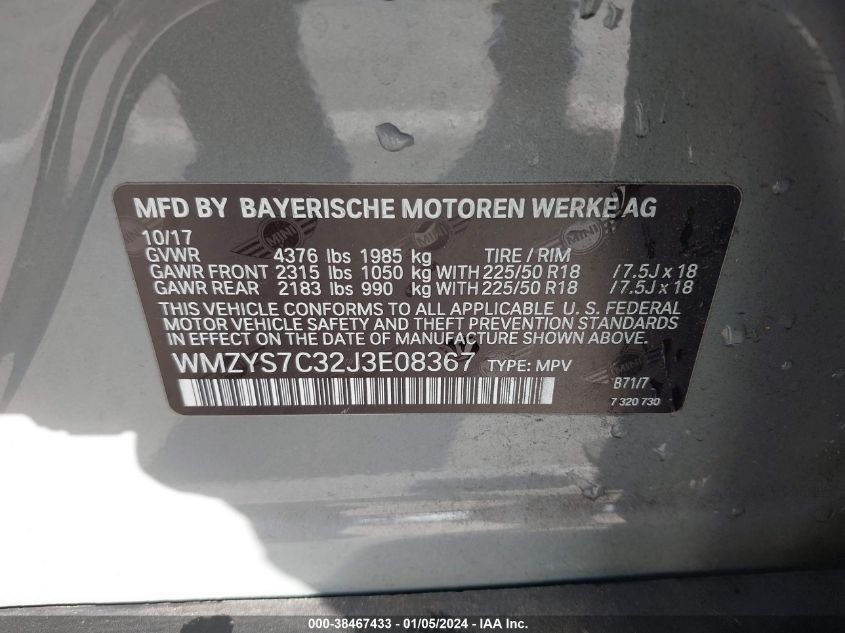 MFD BY BAYERISCHE MOTOREN WERKE AG
10/17
GVWR 4376 lbs 1985 kg TIRE / RIM
GAWR FRONT 2315 lbs 1050 kg WITH 225/50 R18 / 7.5J x 18
GAWR REAR 2183 lbs 990 kg WITH 225/50 R18 / 7.5J x 18
THIS VEHICLE CONFORMS TO ALL APPLICABLE U. S. FEDERAL
MOTOR VEHICLE SAFETY AND THEFT PREVENTION STANDARDS
IN EFFECT ON THE DATE OF MANUFACTURE SHOWN ABOVE.
WMZYS7C32J3E08367 TYPE: MPV
B71/7
7 320 730
MINI
MINI
MINI
000-38467433 - 01/05/2024 - IAA Inc.